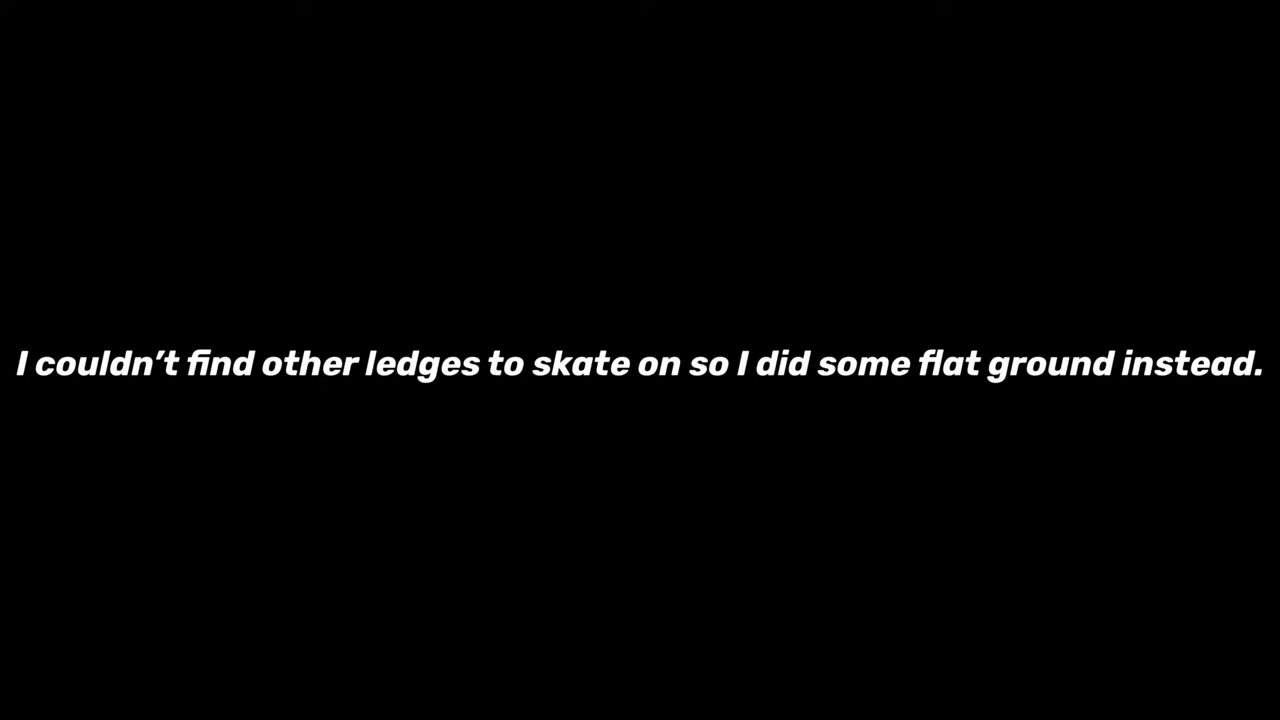 I couldn’t find other ledges to skate on so I did some flat ground instead.